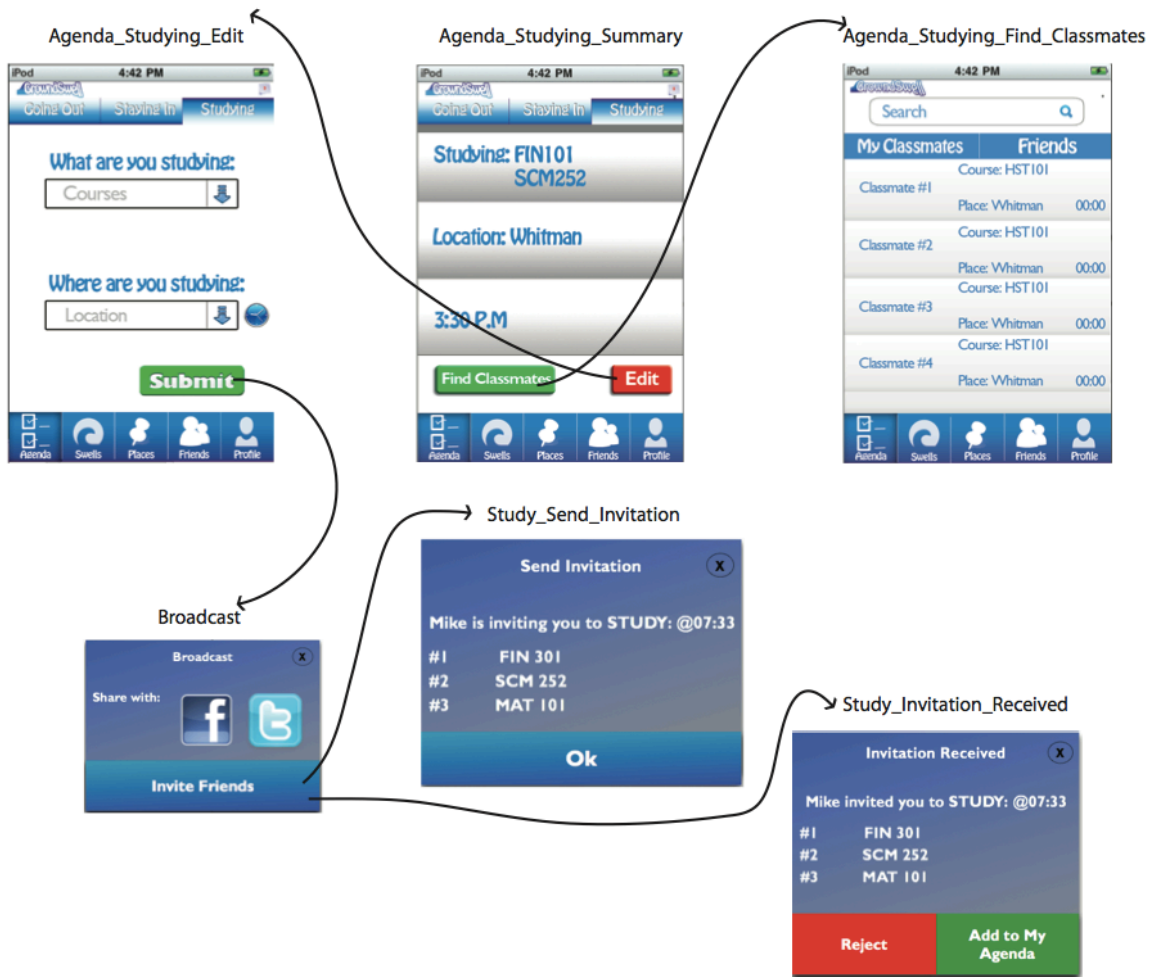 Agenda_Studying_Edit
iPod 4:42 PM
GrowndSwell
Going Out Staying In Studying
What are you studying:
Courses
Where are you studying:
Location
Submit
Agenda Swells Places Friends Profile
Agenda_Studying_Summary
iPod 4:42 PM
GrowndSwell
Going Out Staying In Studying
Studying: FIN101
SCM252
Location: Whitman
3:30 P.M
Find Classmates Edit
Agenda Swells Places Friends Profile
Agenda_Studying_Find_Classmates
iPod 4:42 PM
GrowndSwell
Search
My Classmates Friends
Course: HST101
Classmate #1
Place: Whitman 00:00
Course: HST101
Classmate #2
Place: Whitman 00:00
Course: HST101
Classmate #3
Place: Whitman 00:00
Course: HST101
Classmate #4
Place: Whitman 00:00
Agenda Swells Places Friends Profile
Broadcast
Broadcast X
Share with:
f t
Invite Friends
Study_Send_Invitation
Send Invitation X
Mike is inviting you to STUDY: @07:33
#1 FIN 301
#2 SCM 252
#3 MAT 101
Ok
Study_Invitation_Received
Invitation Received X
Mike invited you to STUDY: @07:33
#1 FIN 301
#2 SCM 252
#3 MAT 101
Reject
Add to My
Agenda